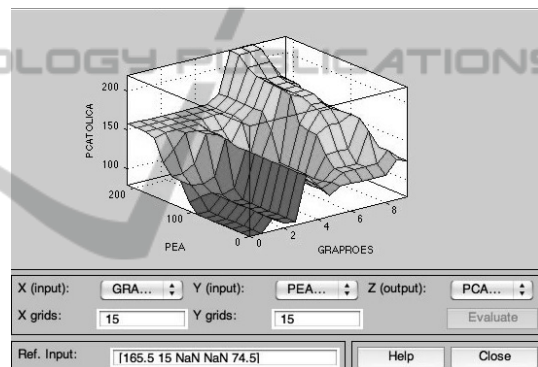 OLOGY PUBLICATIONS
200
150
100
PCATOLICA
200
100
0
PEA
0
2
4
6
8
GRAPROES
X (input): GRA... Y (input): PEA... Z (output): PCA...
X grids: 15 Y grids: 15 Evaluate
Ref. Input: [165.5 15 NaN NaN 74.5] Help Close